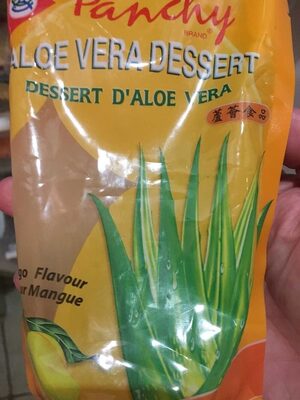 Panchy
BRAND®
ALOE VERA DESSERT
DESSERT D'ALOE VERA
蘆薈食品
Flavour
Mangue